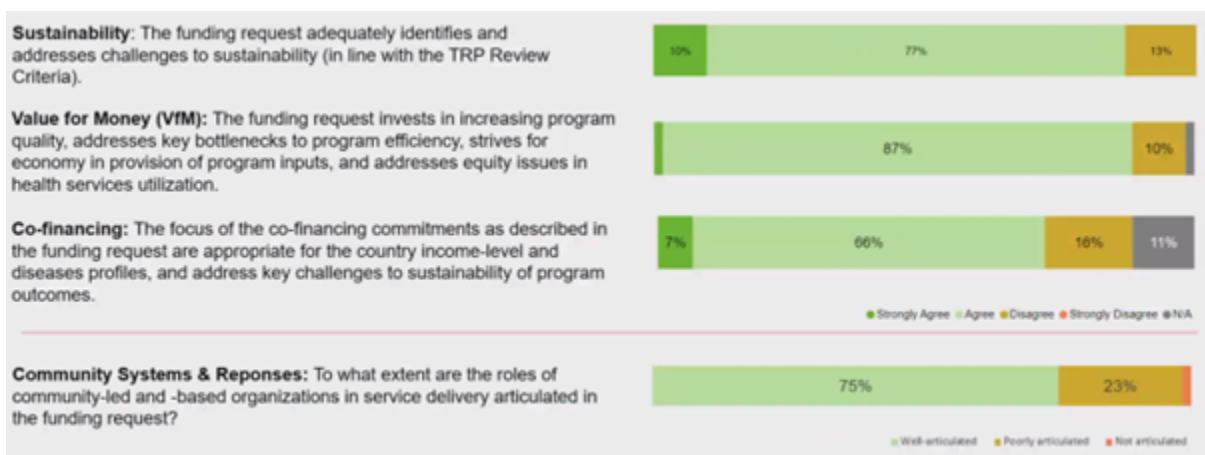 Sustainability: The funding request adequately identifies and
addresses challenges to sustainability (in line with the TRP Review
Criteria).
10% 77% 13%
Value for Money (VfM): The funding request invests in increasing program
quality, addresses key bottlenecks to program efficiency, strives for
economy in provision of program inputs, and addresses equity issues in
health services utilization.
87% 10%
Co-financing: The focus of the co-financing commitments as described in
the funding request are appropriate for the country income-level and
diseases profiles, and address key challenges to sustainability of program
outcomes.
7% 66% 16% 11%
Strongly Agree Agree Disagree Strongly Disagree N/A
Community Systems & Reponses: To what extent are the roles of
community-led and -based organizations in service delivery articulated in
the funding request?
75% 23%
Well-articulated Poorly articulated Not articulated